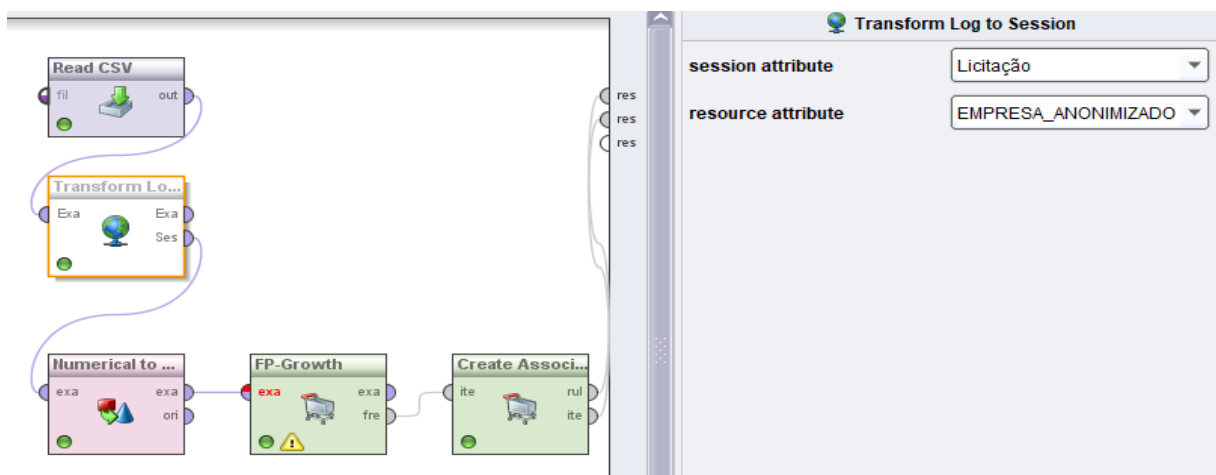 Read CSV
fil
out
Transform Lo...
Exa
Exa
Ses
Numerical to ...
exa
exa
ori
FP-Growth
exa
exa
fre
Create Associ...
ite
rul
ite
res
res
res
Transform Log to Session
session attribute
Licitação
resource attribute
EMPRESA_ANONIMIZADO